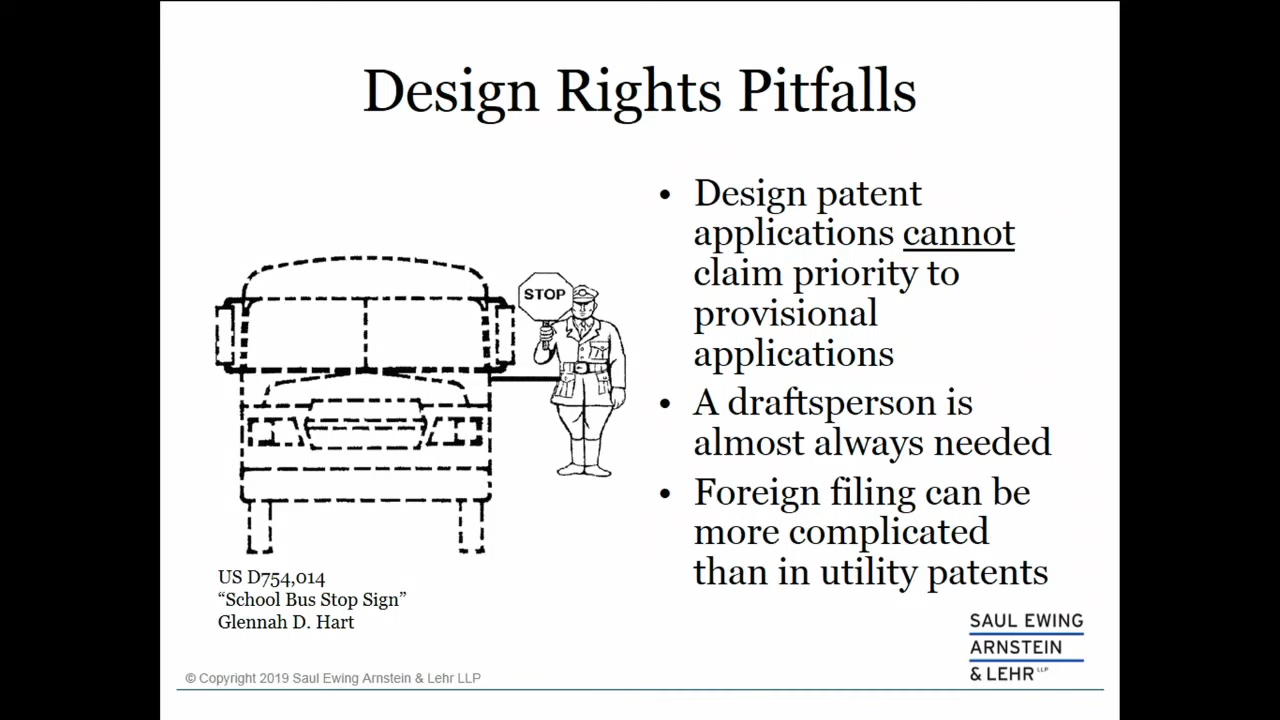 Design Rights Pitfalls
STOP
US D754,014
“School Bus Stop Sign”
Glennah D. Hart
• Design patent
applications cannot
claim priority to
provisional
applications
• A draftsperson is
almost always needed
• Foreign filing can be
more complicated
than in utility patents
SAUL EWING
ARNSTEIN
& LEHR LLP
© Copyright 2019 Saul Ewing Arnstein & Lehr LLP